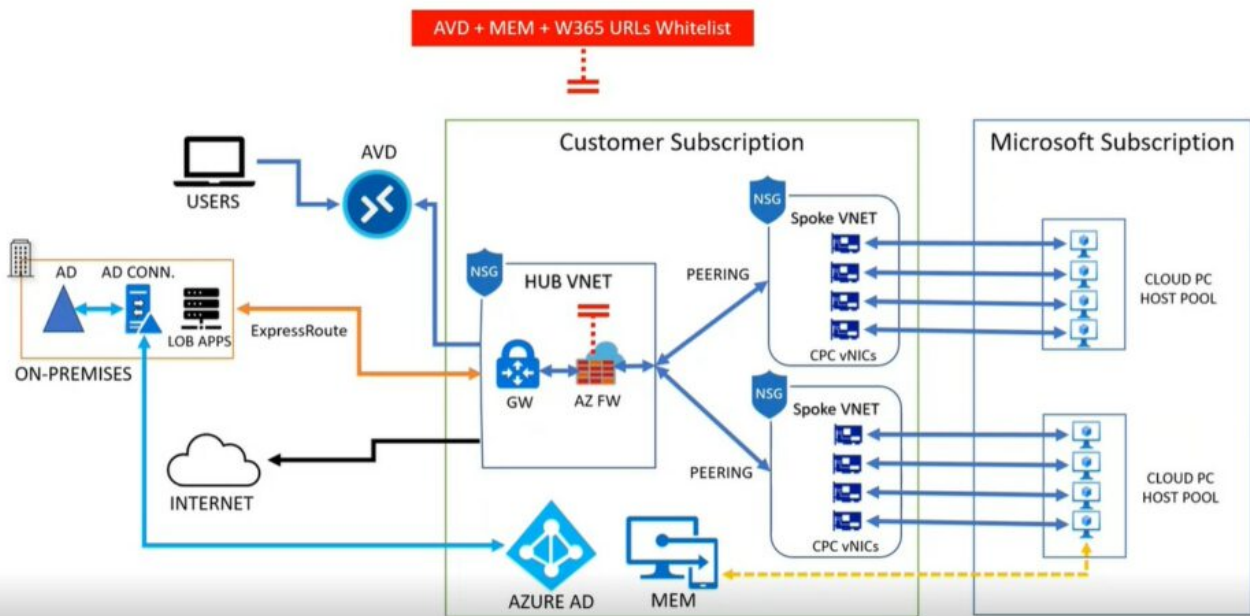 AVD + MEM + W365 URLs Whitelist
Customer Subscription
Microsoft Subscription
USERS
AVD
NSG
Spoke VNET
CPC vNICs
CLOUD PC
HOST POOL
AD
AD CONN.
LOB APPS
ON-PREMISES
ExpressRoute
NSG
HUB VNET
GW
AZ FW
PEERING
PEERING
NSG
Spoke VNET
CPC vNICs
CLOUD PC
HOST POOL
INTERNET
AZURE AD
MEM